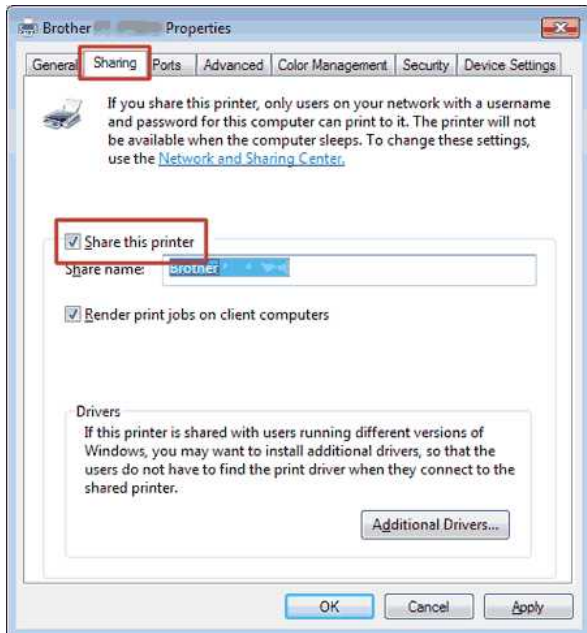 Brother Properties
General Sharing Ports Advanced Color Management Security Device Settings
If you share this printer, only users on your network with a username
and password for this computer can print to it. The printer will not
be available when the computer sleeps. To change these settings,
use the Network and Sharing Center.
Share this printer
Share name: Brother
Render print jobs on client computers
Drivers
If this printer is shared with users running different versions of
Windows, you may want to install additional drivers, so that the
users do not have to find the print driver when they connect to the
shared printer.
Additional Drivers...
OK Cancel Apply